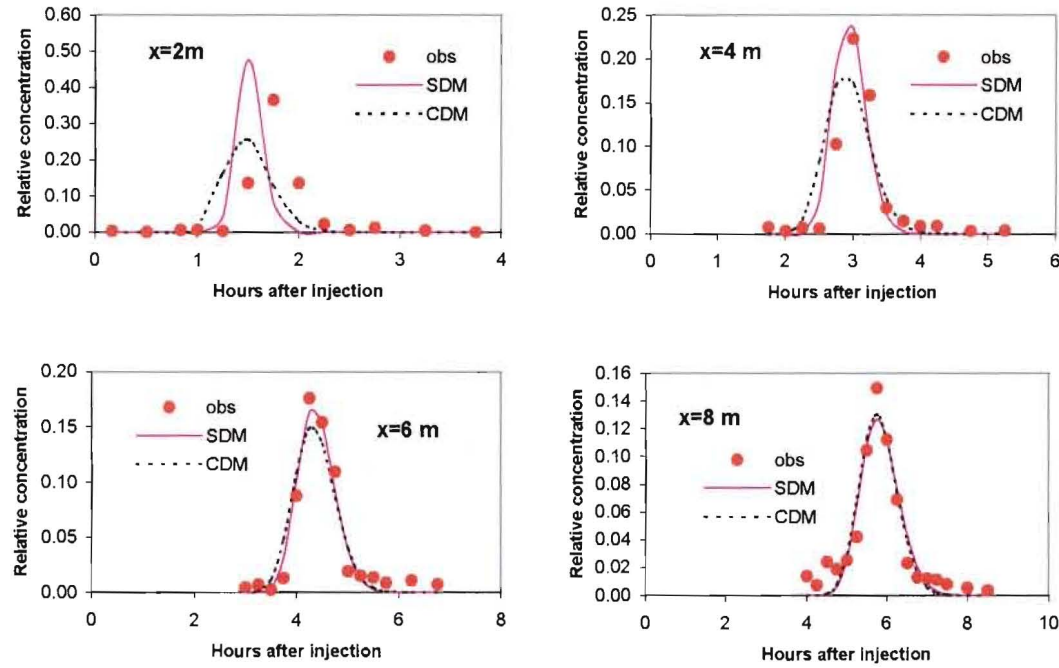 0.60
0.50
0.40
0.30
0.20
0.10
0.00
Relative concentration
x=2m
obs
SDM
CDM
0 1 2 3 4
Hours after injection
0.25
0.20
0.15
0.10
0.05
0.00
Relative concentration
x=4 m
obs
SDM
CDM
0 1 2 3 4 5 6
Hours after injection
0.20
0.15
0.10
0.05
0.00
Relative concentration
obs
SDM
CDM
x=6 m
0 2 4 6 8
Hours after injection
0.16
0.14
0.12
0.10
0.08
0.06
0.04
0.02
0.00
Relative concentration
x=8 m
obs
SDM
CDM
0 2 4 6 8 10
Hours after injection